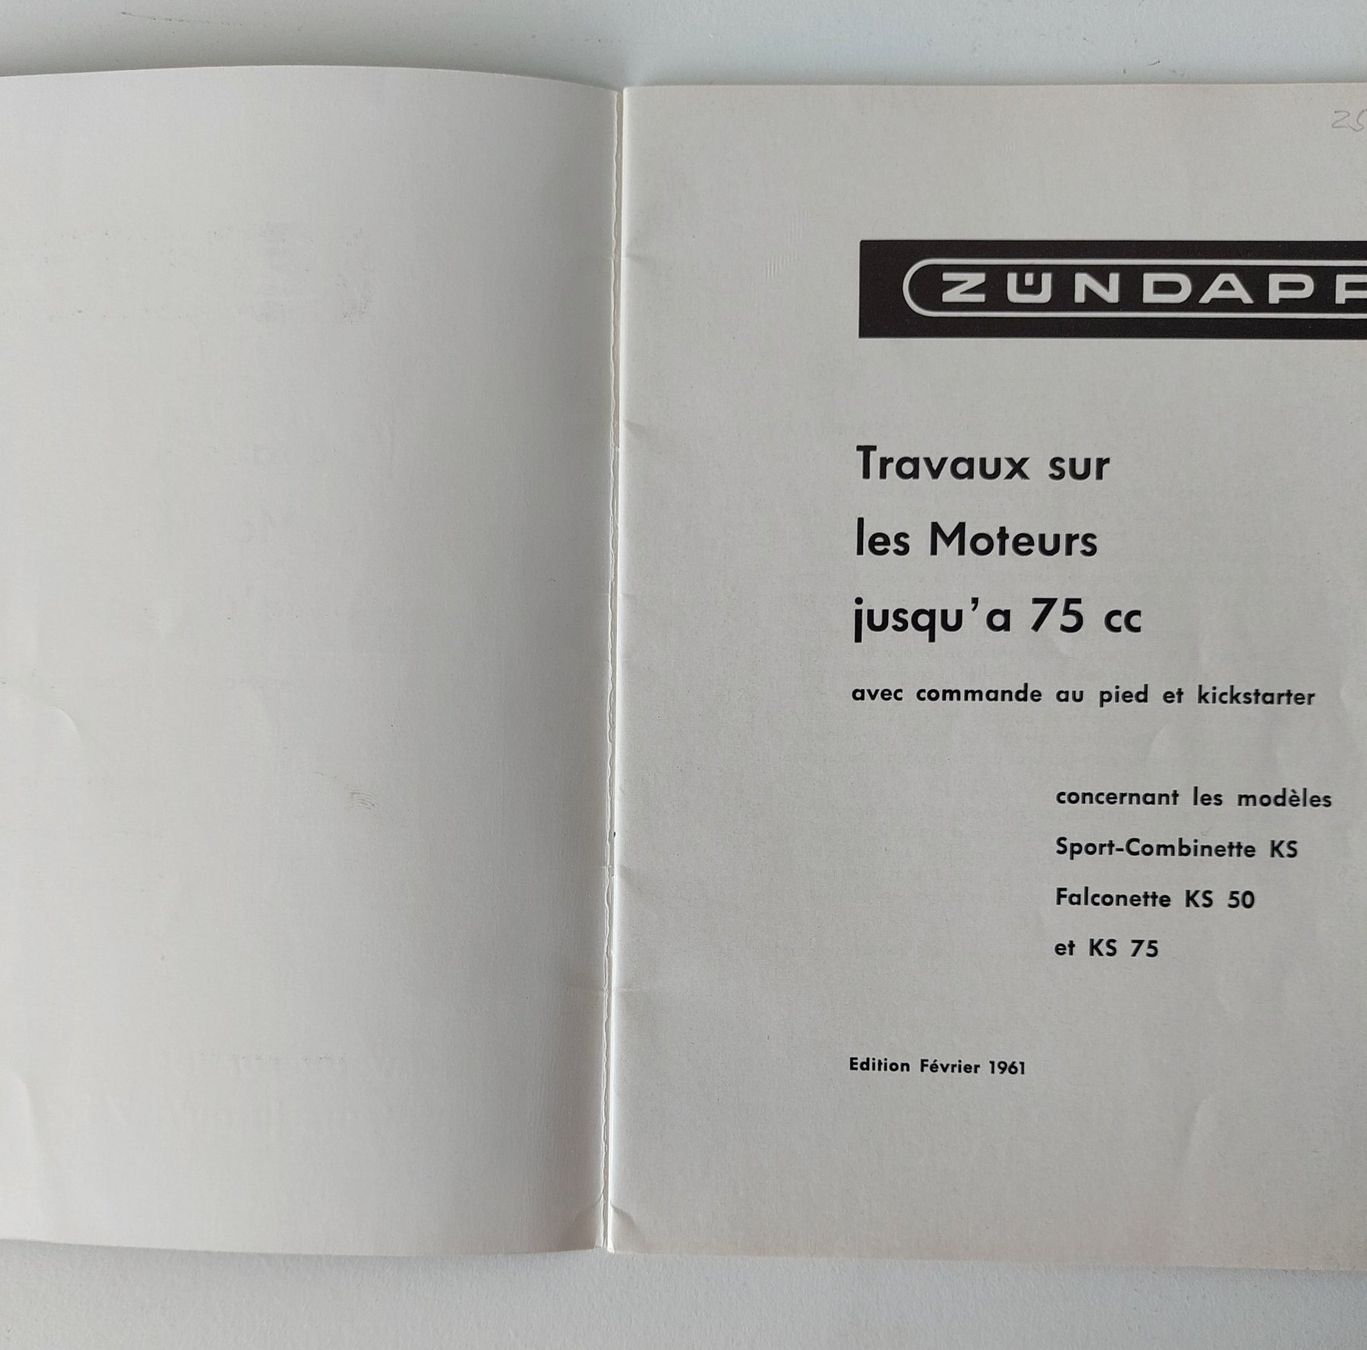 ZÜNDAPP
Travaux sur
les Moteurs
jusqu'a 75 cc
avec commande au pied et kickstarter
concernant les modèles
Sport-Combinette KS
Falconette KS 50
et KS 75
Edition Février 1961